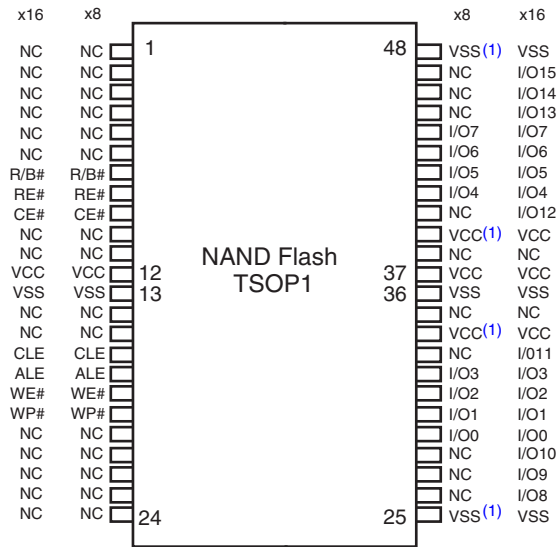 x16 x8 x8 x16
NC NC 1 48 VSS(1) VSS
NC NC NC I/O15
NC NC NC I/O14
NC NC NC I/O13
NC NC I/O7 I/O7
NC NC I/O6 I/O6
R/B# R/B# I/O5 I/O5
RE# RE# I/O4 I/O4
CE# CE# NC I/O12
NC NC VCC(1) VCC
NC NC NC NC
VCC VCC 12 NAND Flash 37 VCC VCC
VSS VSS 13 TSOP1 36 VSS VSS
NC NC NC NC
NC NC VCC(1) VCC
CLE CLE NC I/011
ALE ALE I/O3 I/O3
WE# WE# I/O2 I/O2
WP# WP# I/O1 I/O1
NC NC I/O0 I/O0
NC NC NC I/O10
NC NC NC I/O9
NC NC NC I/O8
NC NC 24 25 VSS(1) VSS